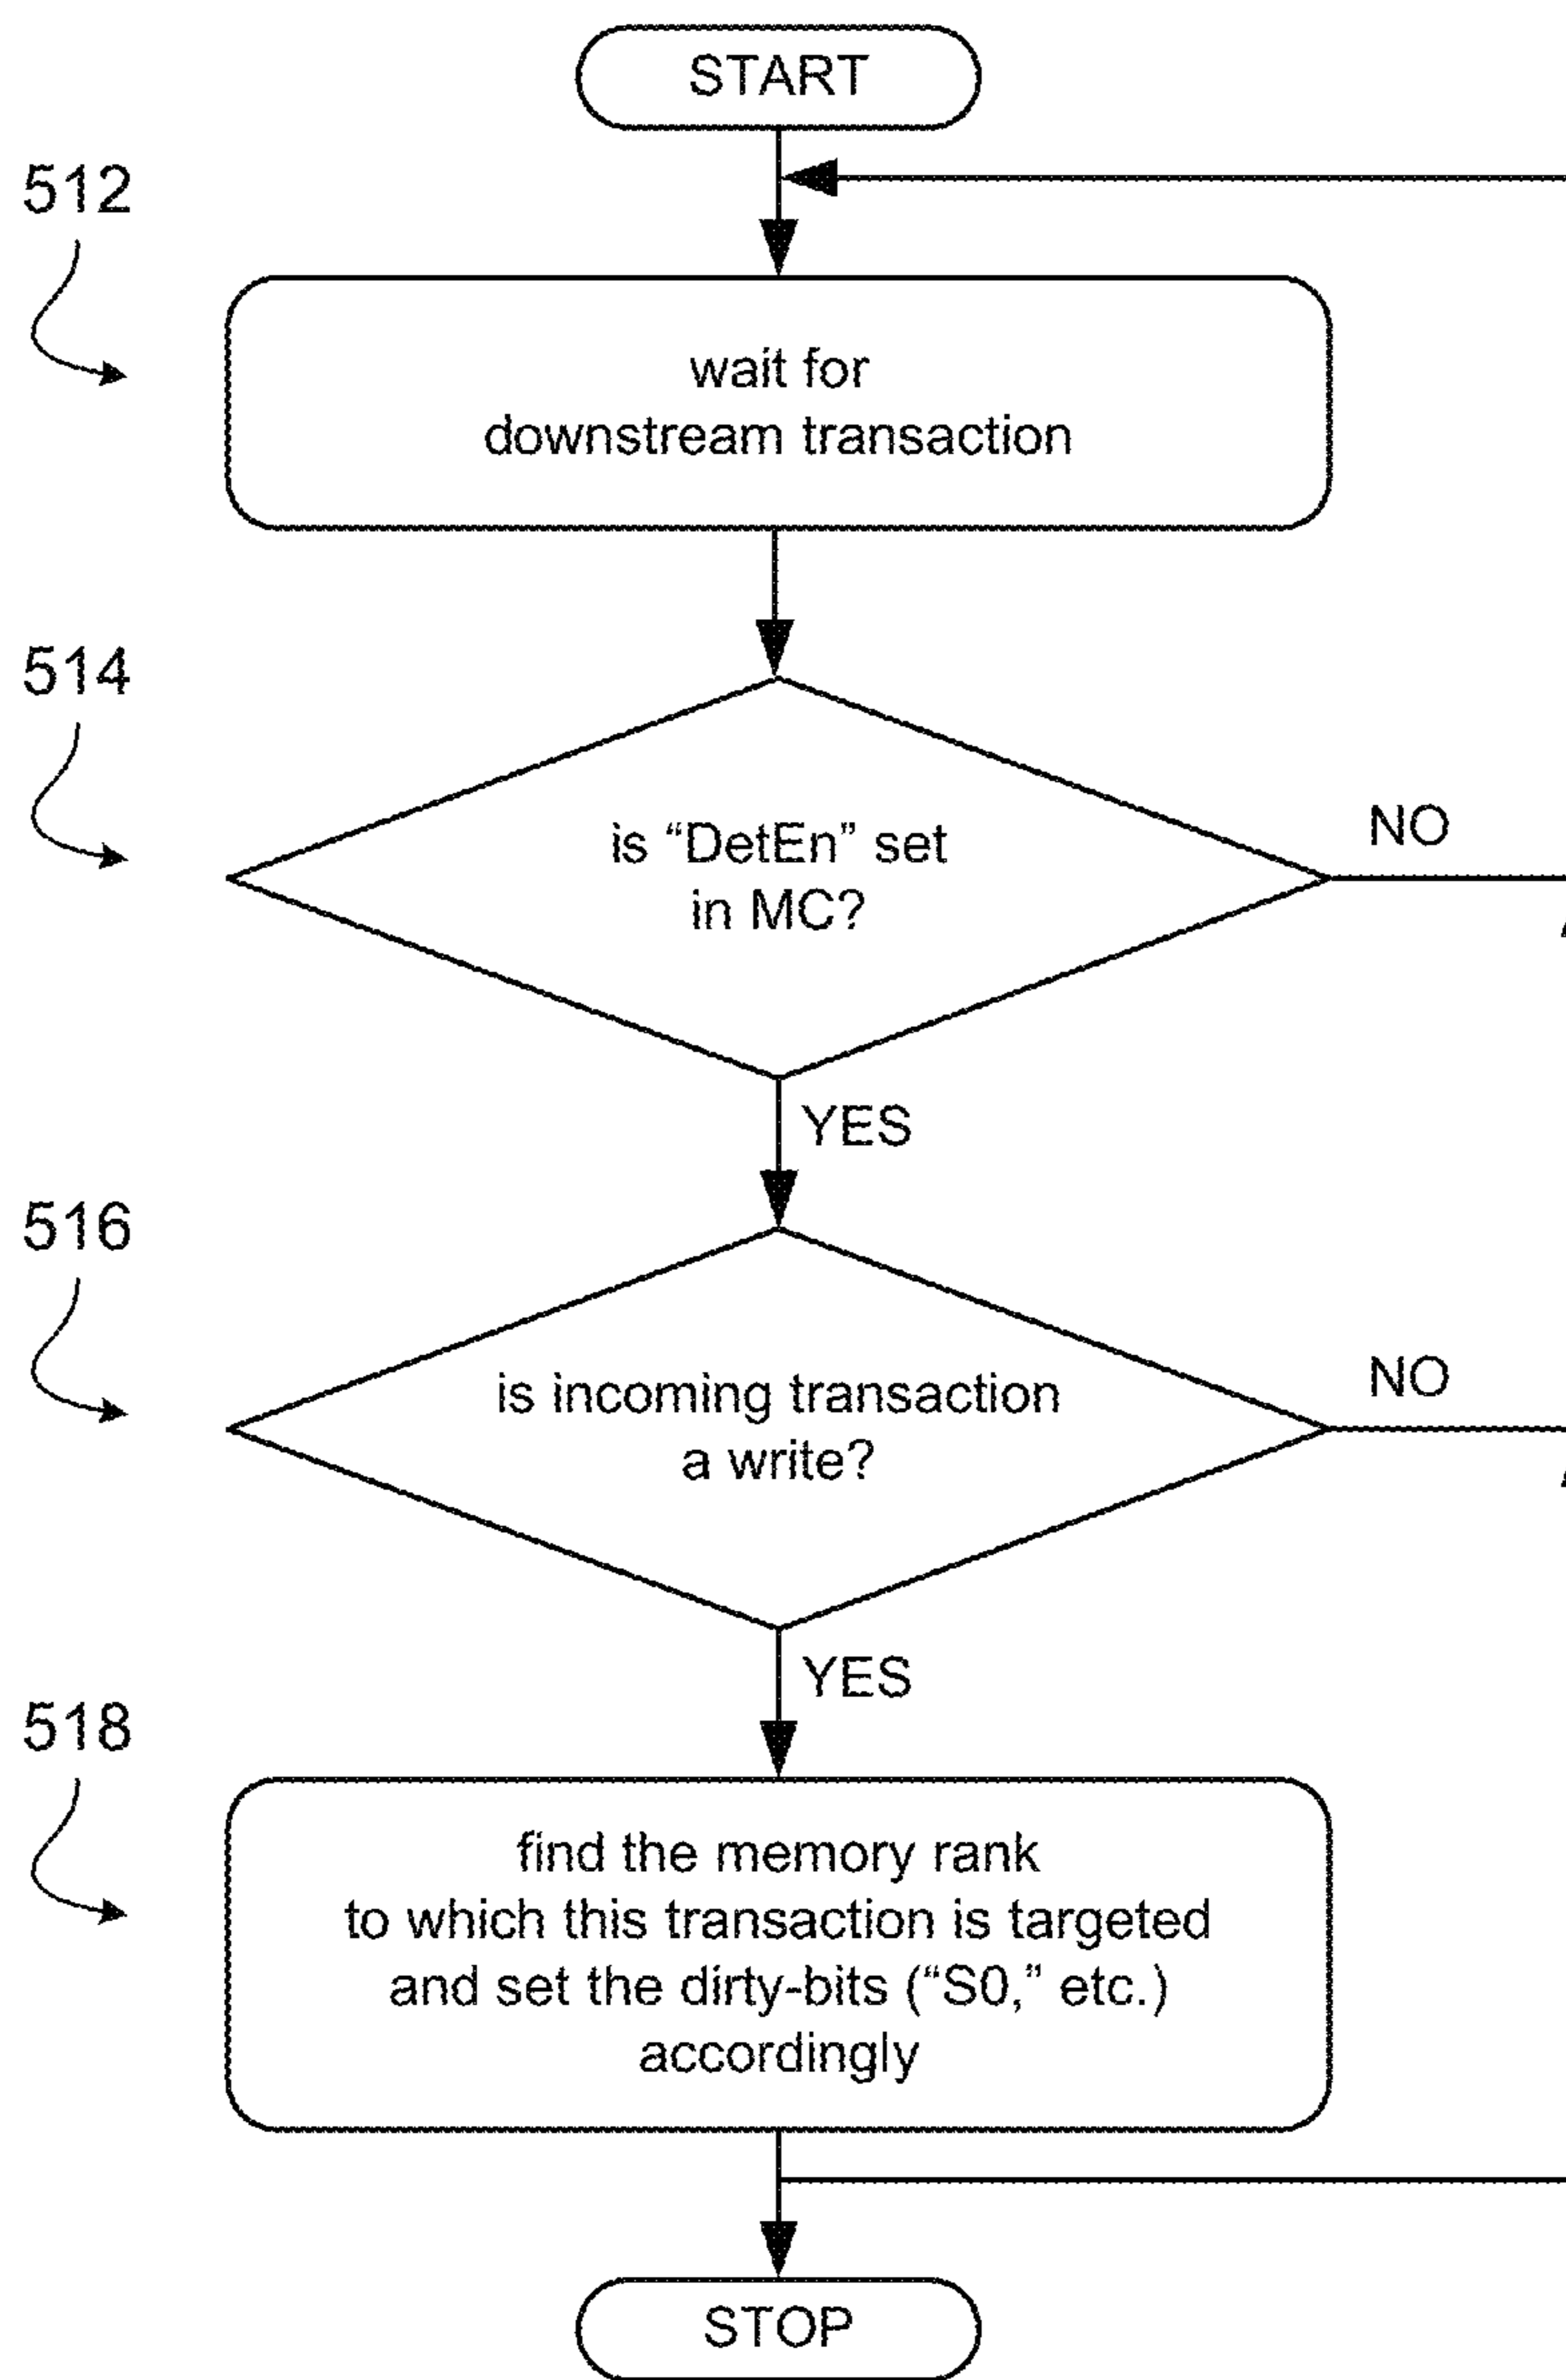 START
512
wait for
downstream transaction
514
is “DetEn” set
in MC?
NO
YES
516
is incoming transaction
a write?
NO
YES
518
find the memory rank
to which this transaction is targeted
and set the dirty-bits (“S0,” etc.)
accordingly
STOP